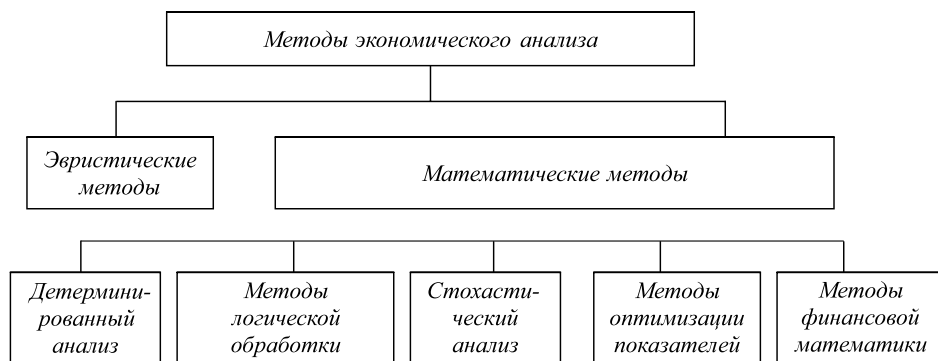 Методы экономического анализа
Эвристические
методы
Математические методы
Детермини-
рованный
анализ
Методы
логической
обработки
Стохасти-
ческий
анализ
Методы
оптимизации
показателей
Методы
финансовой
математики